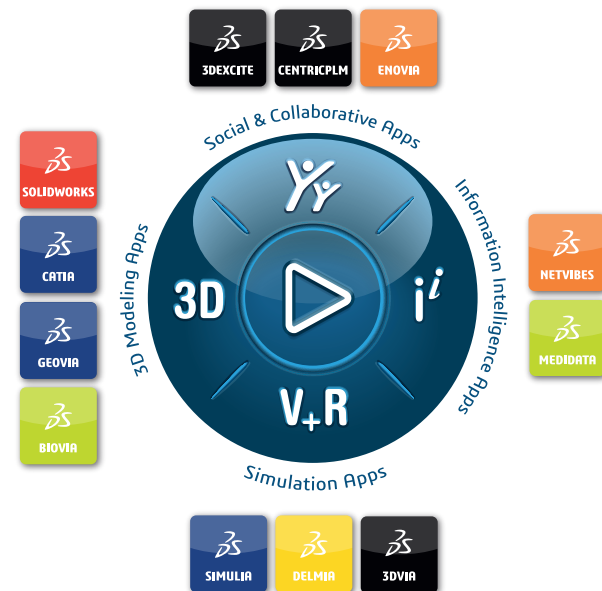 3DEXCITE
CENTRICPLM
ENOVIA
Social & Collaborative Apps
SOLIDWORKS
CATIA
GEOVIA
BIOVIA
3D Modeling Apps
3D
i i
V+R
Information Intelligence Apps
NETVIBES
MEDIDATA
Simulation Apps
SIMULIA
DELMIA
3DVIA